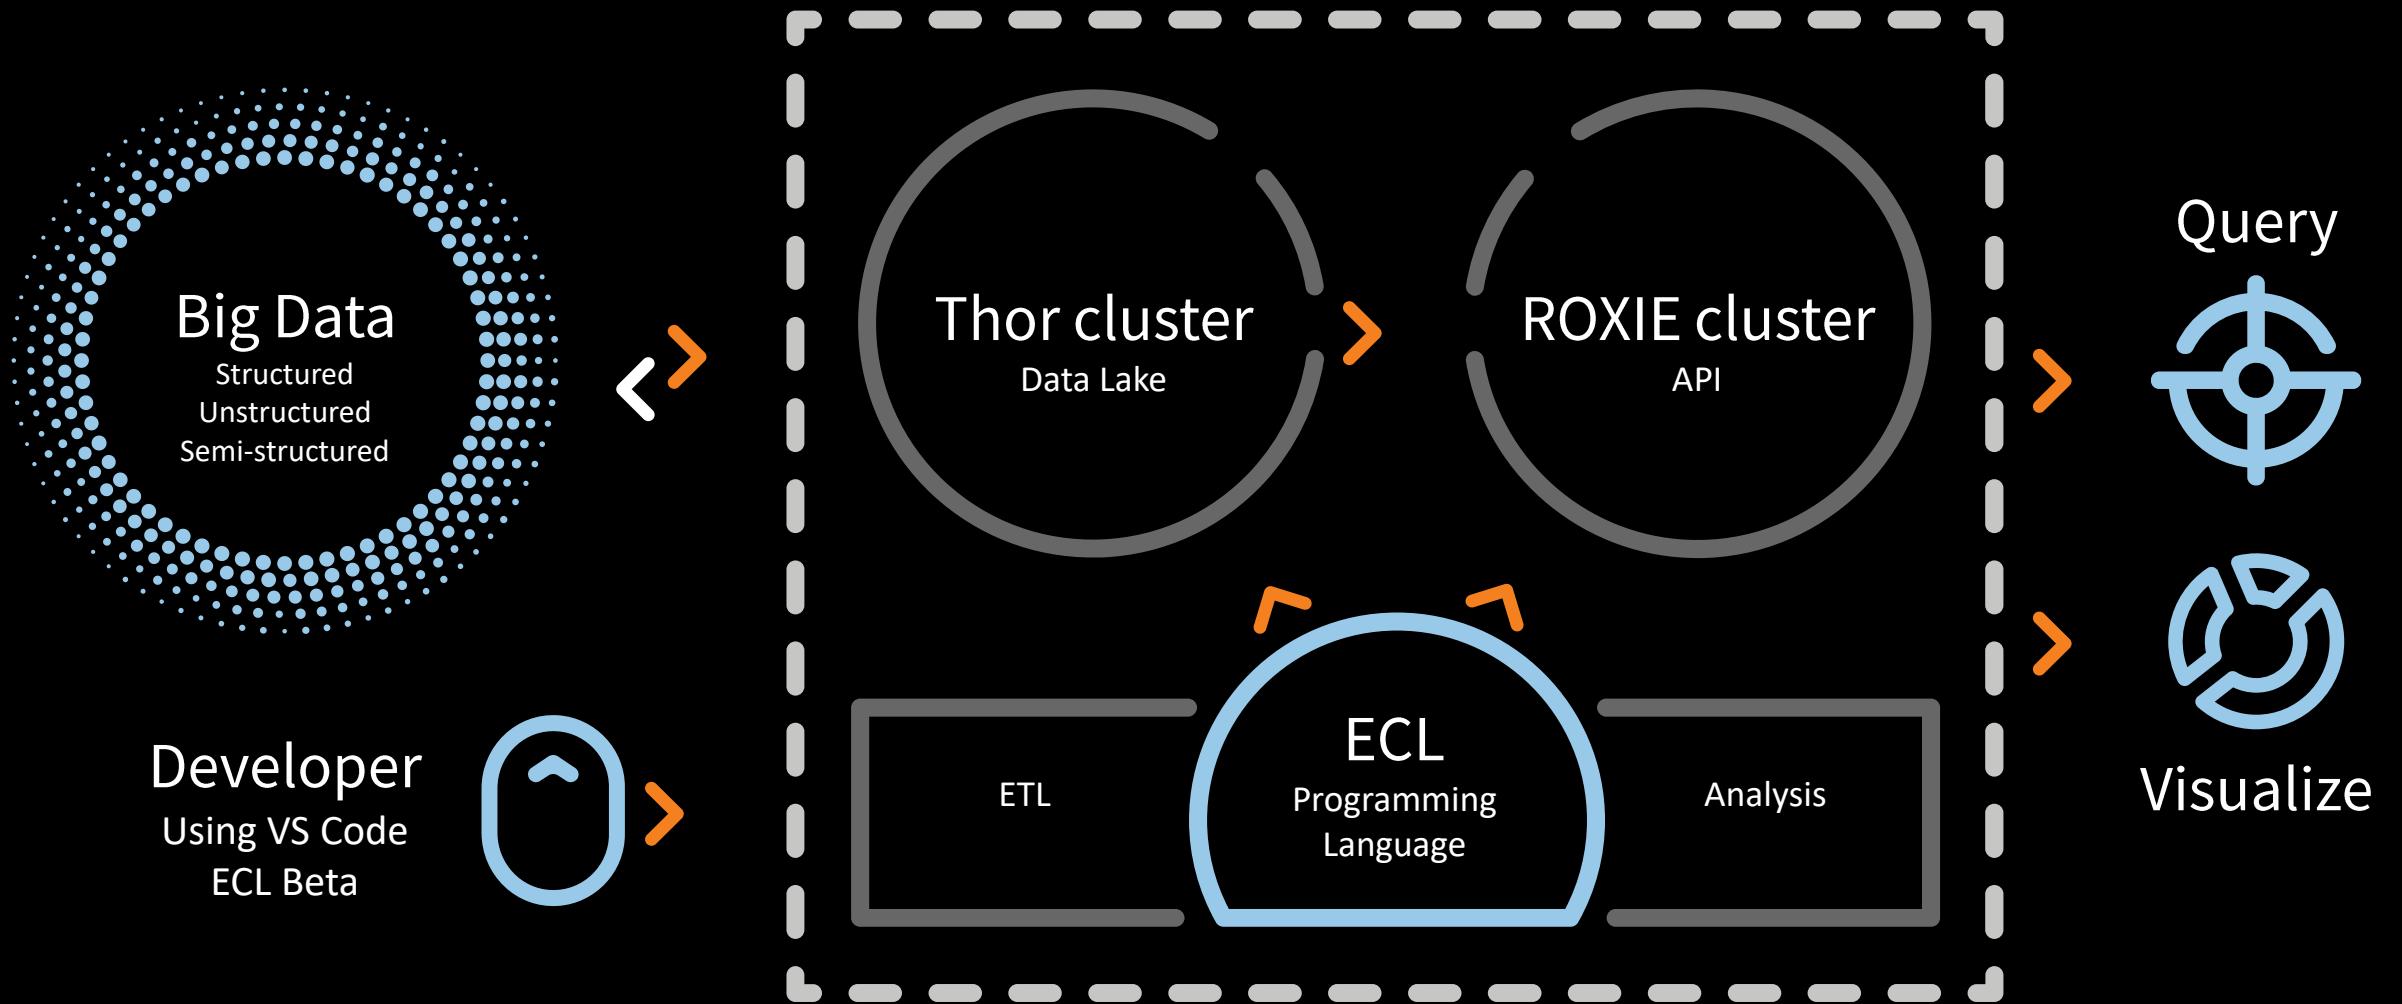 Big Data
Structured
Unstructured
Semi-structured
Developer
Using VS Code
ECL Beta
Thor cluster
Data Lake
ROXIE cluster
API
ETL
ECL
Programming
Language
Analysis
Query
Visualize